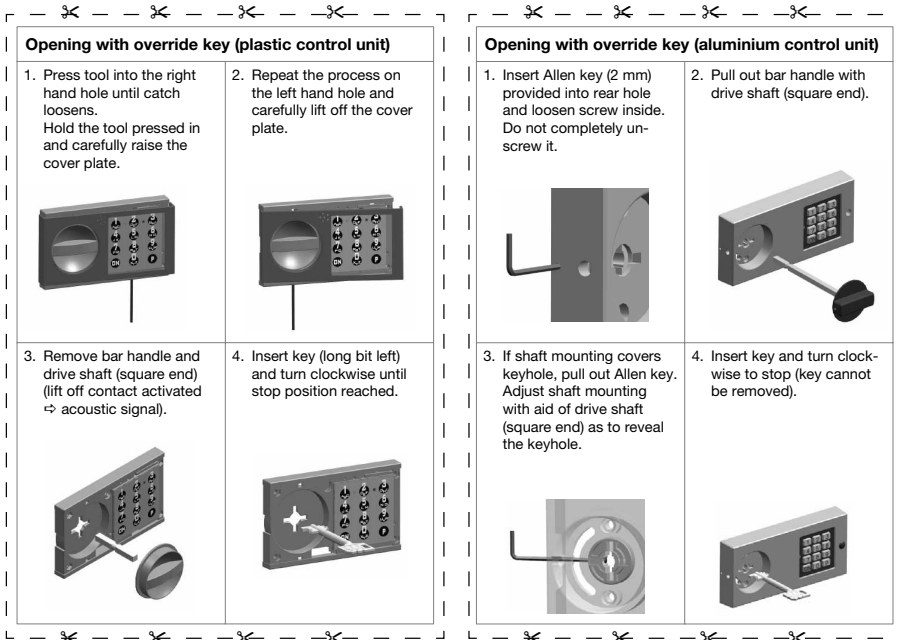 Opening with override key (plastic control unit)
1. Press tool into the right
hand hole until catch
loosens.
Hold the tool pressed in
and carefully raise the
cover plate.
2. Repeat the process on
the left hand hole and
carefully lift off the cover
plate.
3. Remove bar handle and
drive shaft (square end)
(lift off contact activated
⇨ acoustic signal).
4. Insert key (long bit left)
and turn clockwise until
stop position reached.
Opening with override key (aluminium control unit)
1. Insert Allen key (2 mm)
provided into rear hole
and loosen screw inside.
Do not completely un-
screw it.
2. Pull out bar handle with
drive shaft (square end).
3. If shaft mounting covers
keyhole, pull out Allen key.
Adjust shaft mounting
with aid of drive shaft
(square end) as to reveal
the keyhole.
4. Insert key and turn clock-
wise to stop (key cannot
be removed).